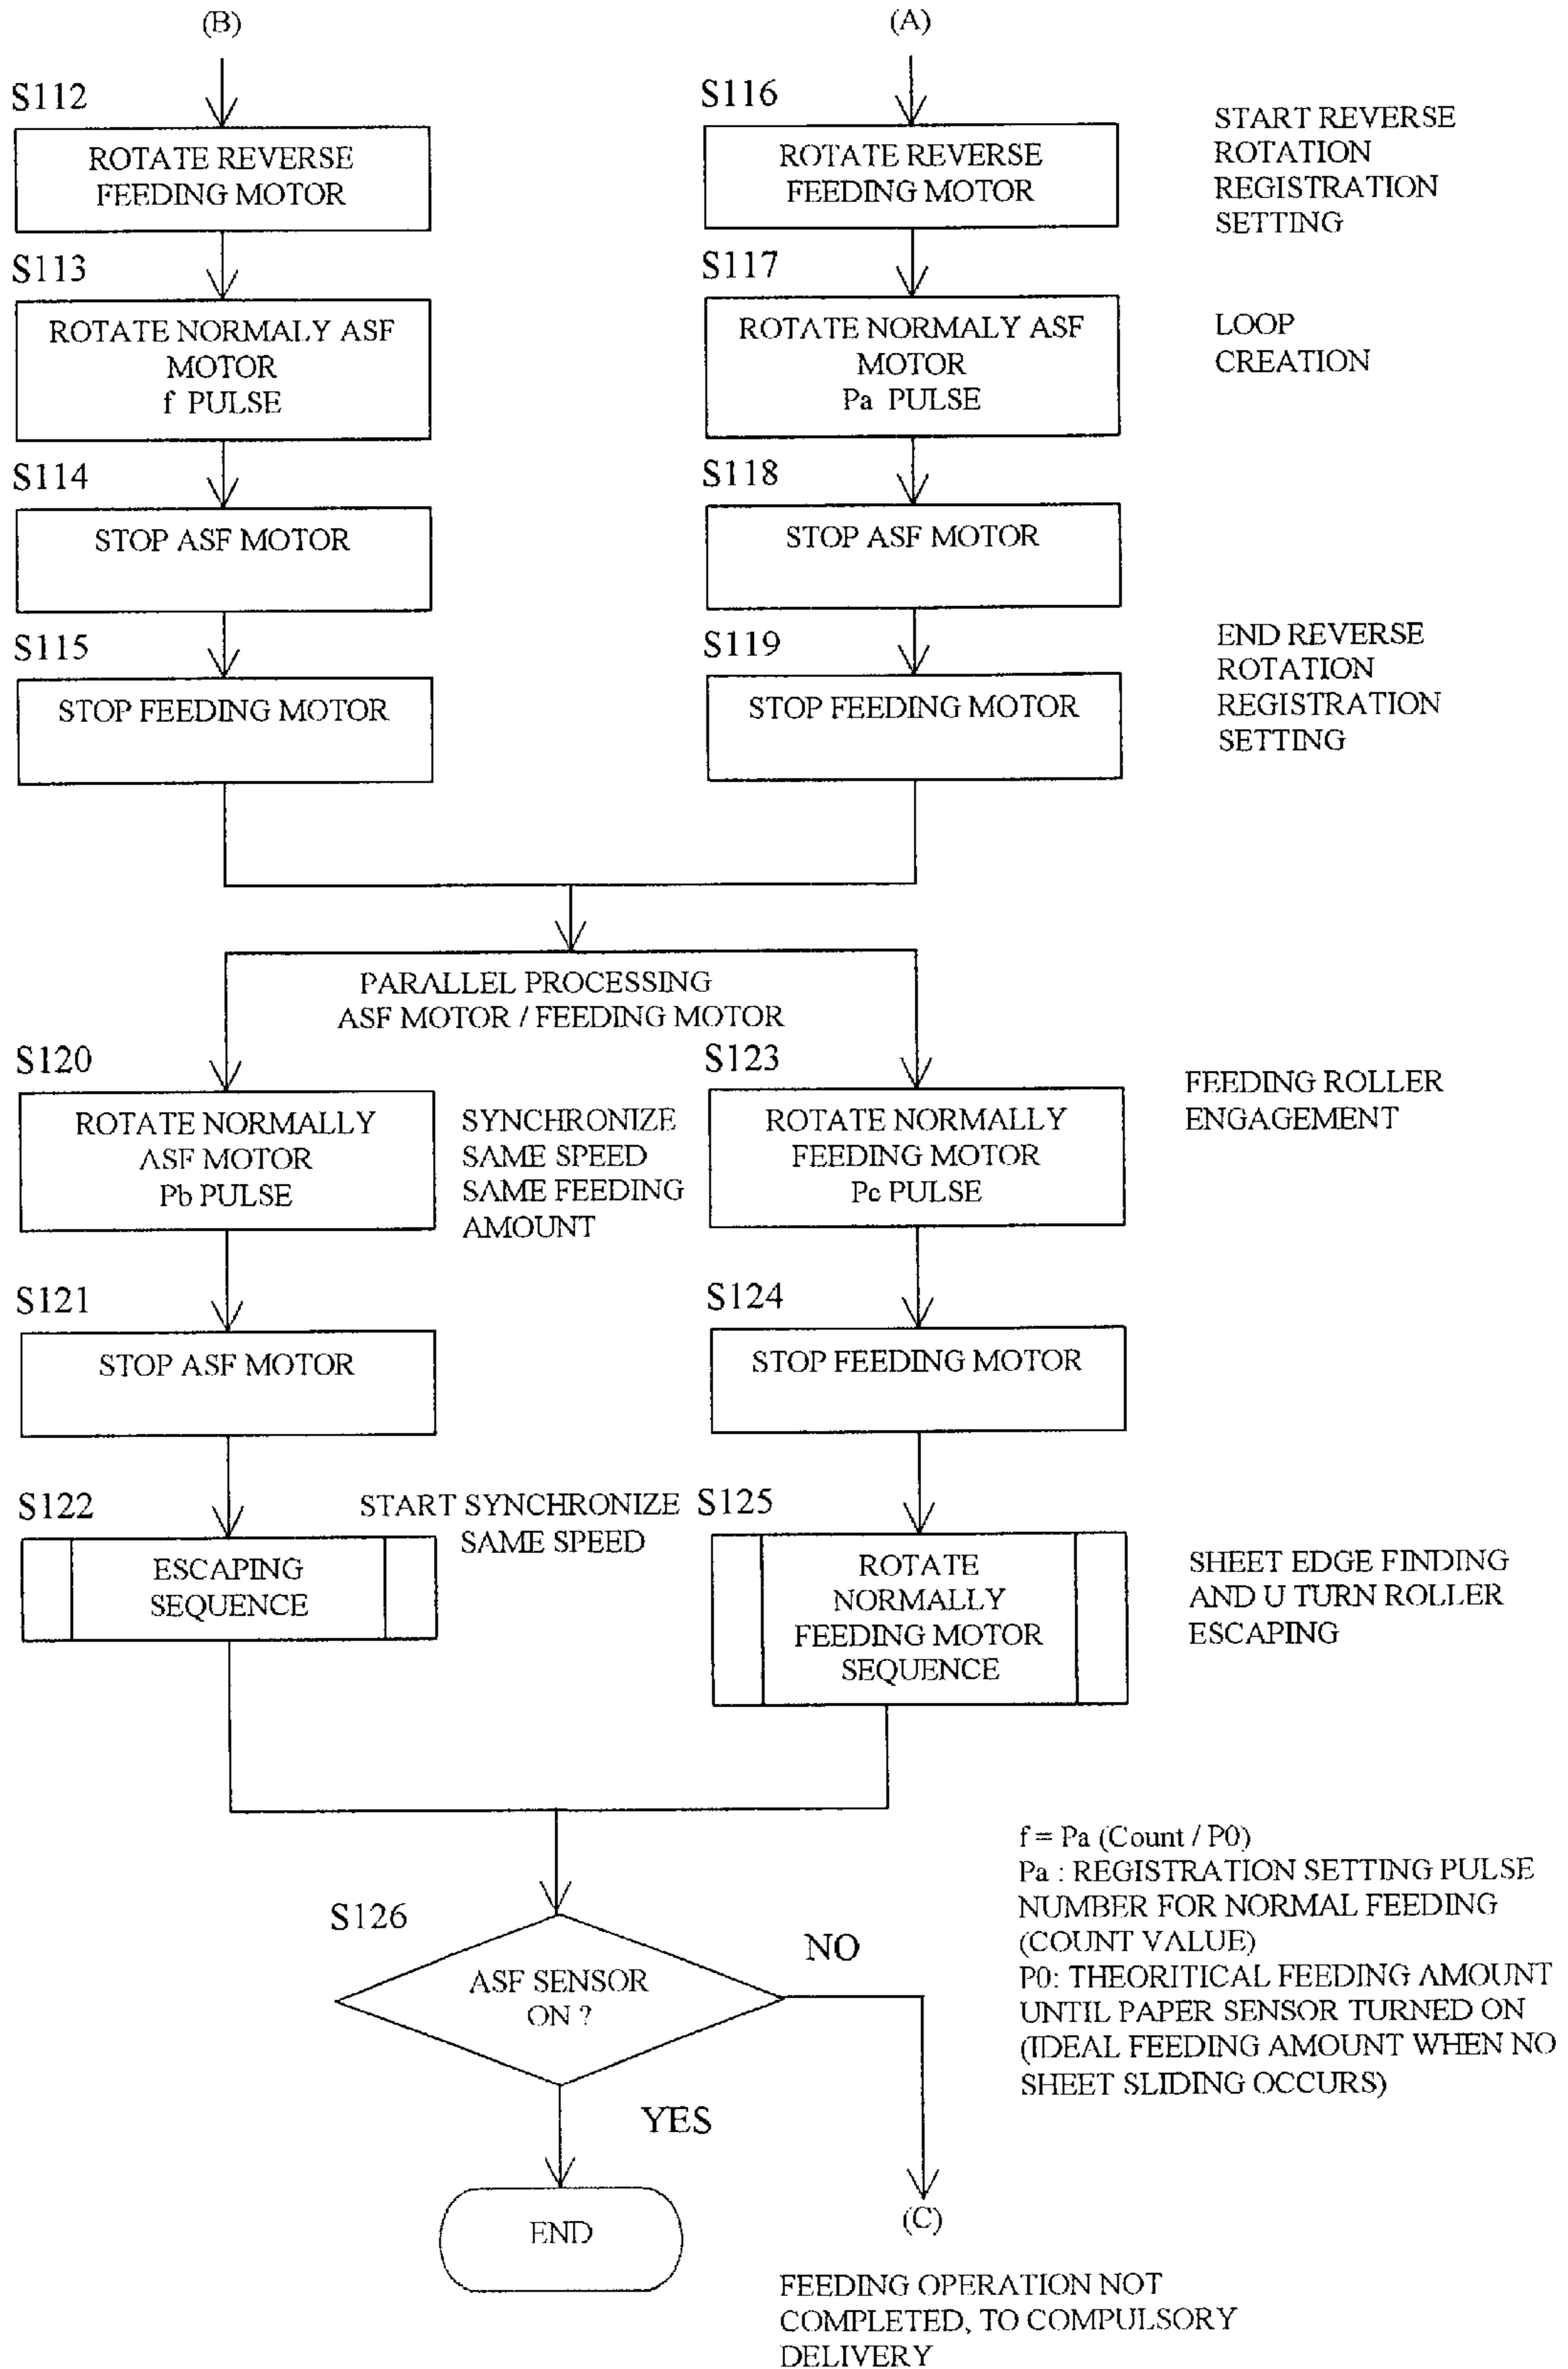 (B)
(A)
S112
ROTATE REVERSE
FEEDING MOTOR
S116
ROTATE REVERSE
FEEDING MOTOR
START REVERSE
ROTATION
REGISTRATION
SETTING
S113
ROTATE NORMALY ASF
MOTOR
f PULSE
S117
ROTATE NORMALY ASF
MOTOR
Pa PULSE
LOOP
CREATION
S114
STOP ASF MOTOR
S118
STOP ASF MOTOR
S115
STOP FEEDING MOTOR
S119
STOP FEEDING MOTOR
END REVERSE
ROTATION
REGISTRATION
SETTING
PARALLEL PROCESSING
ASF MOTOR / FEEDING MOTOR
S120
ROTATE NORMALLY
ASF MOTOR
Pb PULSE
SYNCHRONIZE
SAME SPEED
SAME FEEDING
AMOUNT
S123
ROTATE NORMALLY
FEEDING MOTOR
Pc PULSE
FEEDING ROLLER
ENGAGEMENT
S121
STOP ASF MOTOR
S124
STOP FEEDING MOTOR
S122
ESCAPING
SEQUENCE
START SYNCHRONIZE
SAME SPEED
S125
ROTATE
NORMALLY
FEEDING MOTOR
SEQUENCE
SHEET EDGE FINDING
AND U TURN ROLLER
ESCAPING
f = Pa (Count / P0)
Pa : REGISTRATION SETTING PULSE
NUMBER FOR NORMAL FEEDING
(COUNT VALUE)
P0: THEORITICAL FEEDING AMOUNT
UNTIL PAPER SENSOR TURNED ON
(IDEAL FEEDING AMOUNT WHEN NO
SHEET SLIDING OCCURS)
S126
ASF SENSOR
ON ?
NO
YES
END
(C)
FEEDING OPERATION NOT
COMPLETED, TO COMPULSORY
DELIVERY